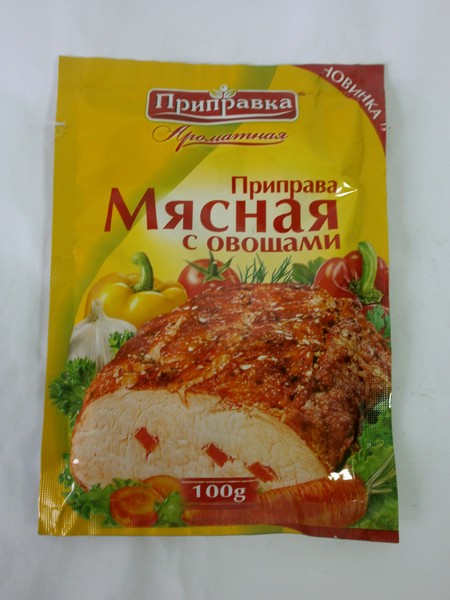 НОВИНКА
Приправка
Ароматная
Приправа
Мясная
с овощами
100g